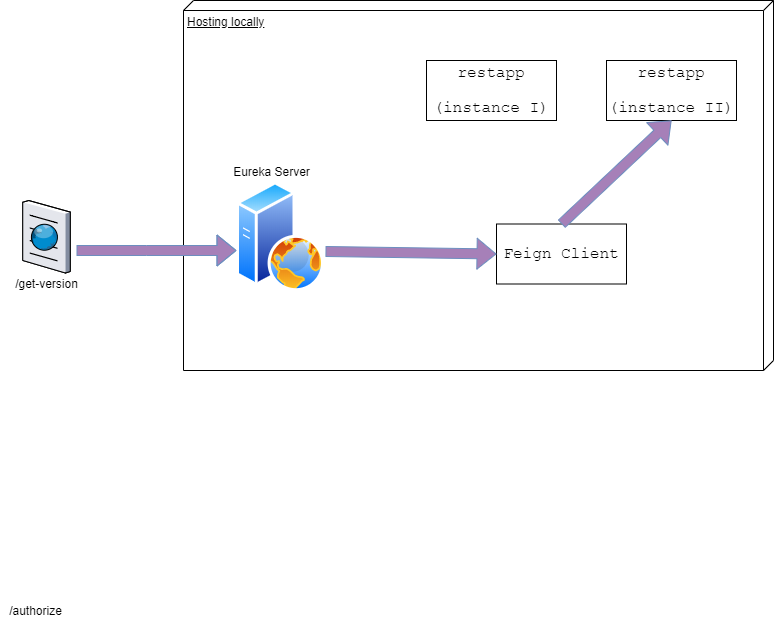 Hosting locally
restapp
(instance I)
restapp
(instance II)
Eureka Server
Feign Client
/get-version
/authorize